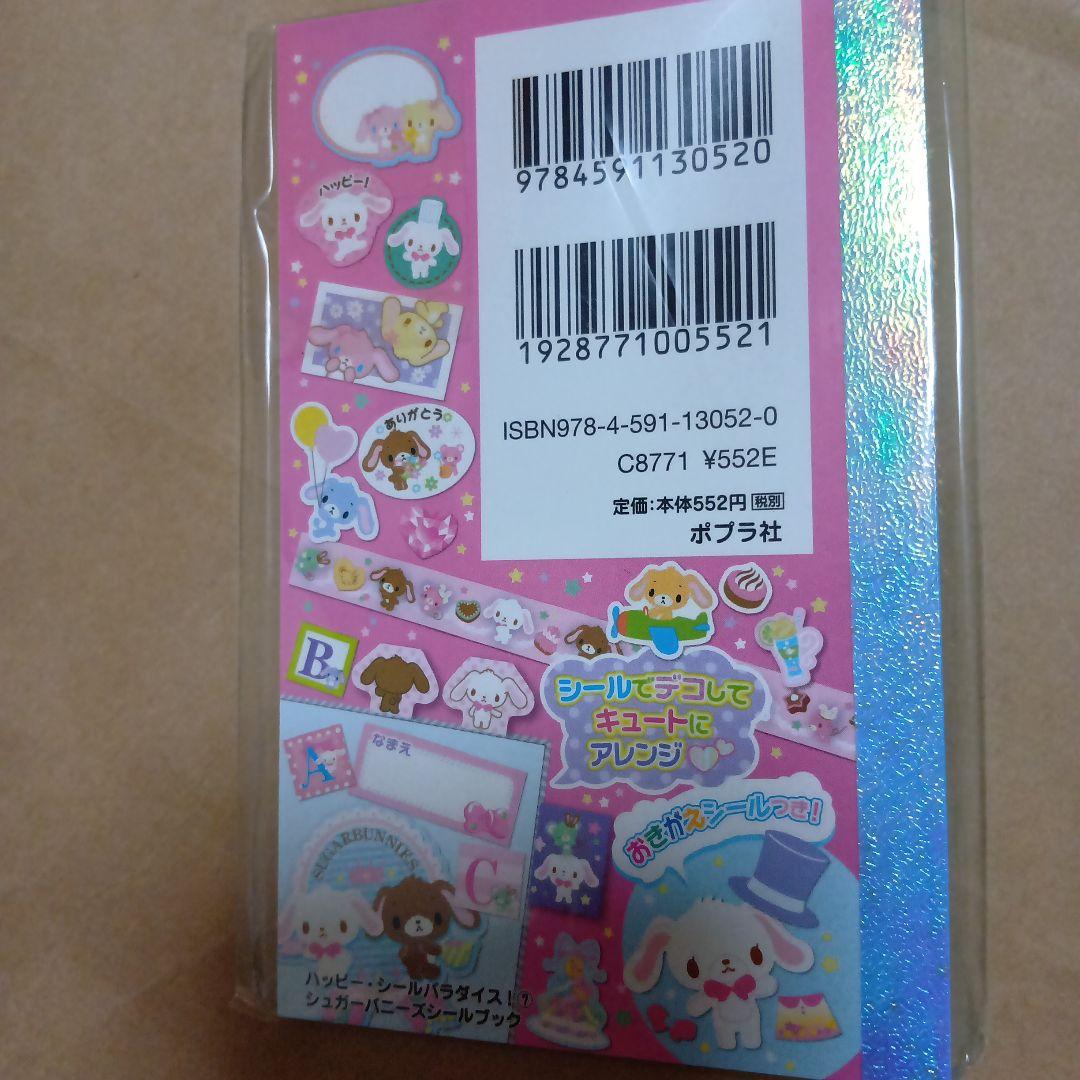 ハッピー!
9784591130520
1928771005521
ISBN978-4-591-13052-0
C8771 ¥552E
定価:本体552円 税別
ポプラ社
ありがとう
B
シールでデコして
キュートに
アレンジ
A
なまえ
SUGARBUNNIES
C
おきがえシールつき!
ハッピー・シールパラダイス!⑦
シュガーバニーズシールブック